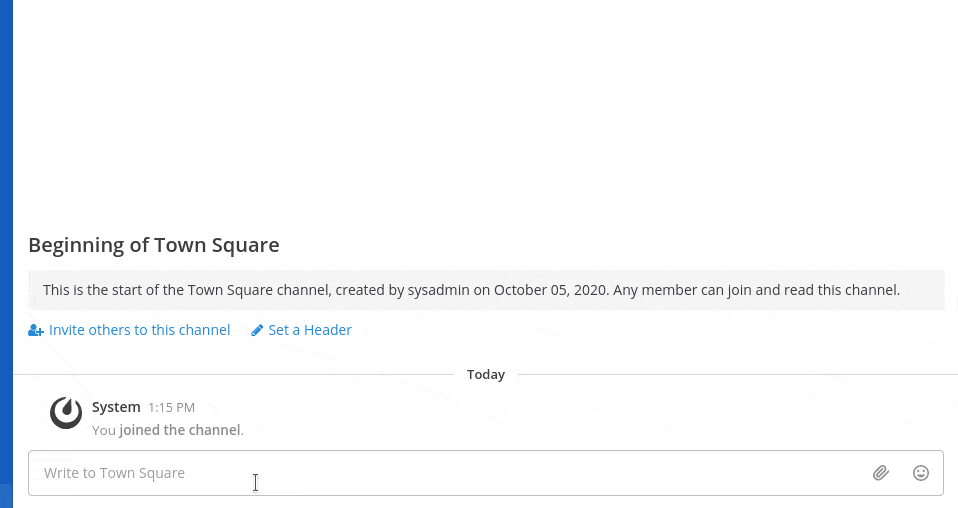 Beginning of Town Square
This is the start of the Town Square channel, created by sysadmin on October 05, 2020. Any member can join and read this channel.
Invite others to this channel Set a Header
Today
System 1:15 PM
You joined the channel.
Write to Town Square